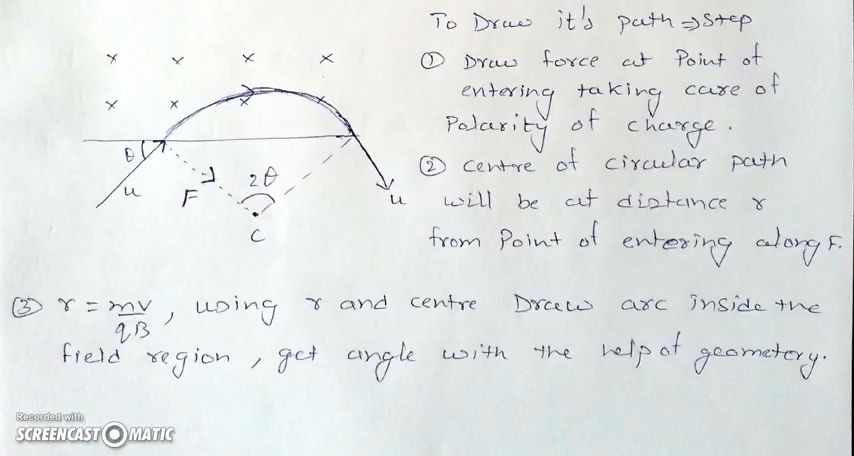 To Draw it's path ⇒ Step
① Draw force at Point of
entering taking care of
Polarity of charge.
② centre of circular path
will be at distance r
from Point of entering along F.
x x x x
x x x x
θ
u
F
2θ
C
u
③ r = mv/qB, using r and centre Draw arc inside the
field region, get angle with the help of geometory.
Recorded with
SCREENCAST MATIC